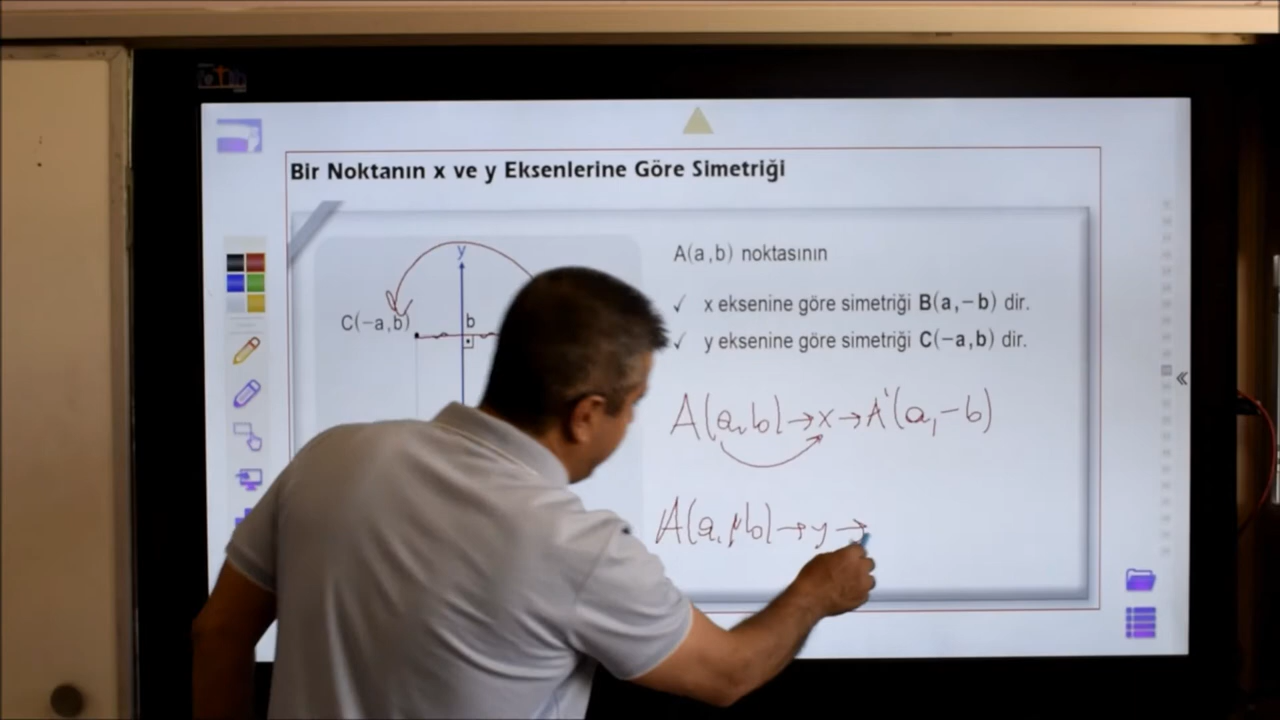 Bir Noktanın x ve y Eksenlerine Göre Simetriği
y
C(−a,b)
b
A(a,b) noktasının
✓ x eksenine göre simetriği B(a,−b) dir.
✓ y eksenine göre simetriği C(−a,b) dir.
A(a,b)→x→A'(a,−b)
A(a, b)→y→